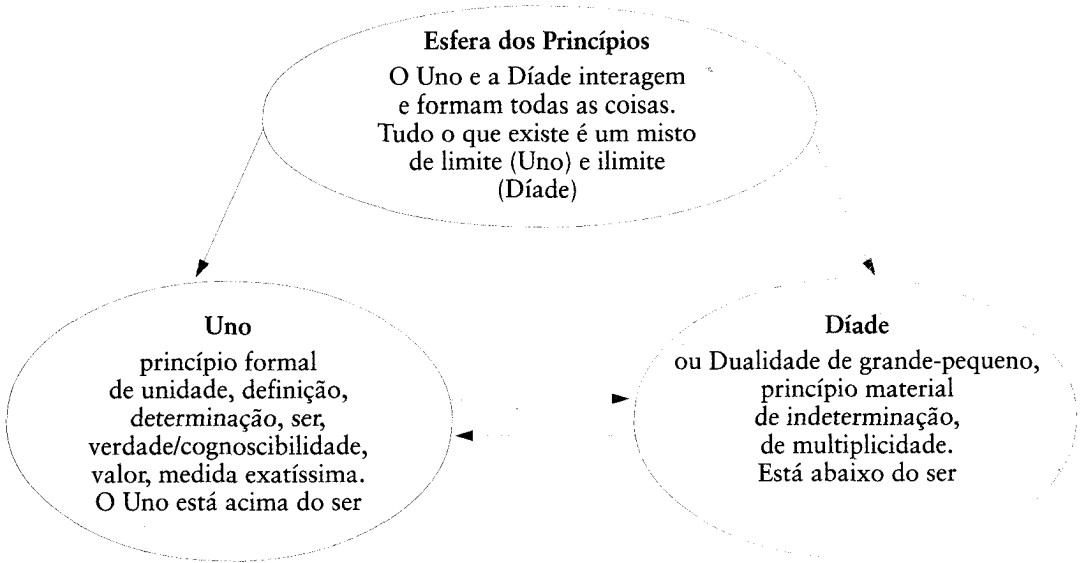 Esfera dos Princípios
O Uno e a Díade interagem
e formam todas as coisas.
Tudo o que existe é um misto
de limite (Uno) e ilimite
(Díade)
Uno
princípio formal
de unidade, definição,
determinação, ser,
verdade/cognoscibilidade,
valor, medida exatíssima.
O Uno está acima do ser
Díade
ou Dualidade de grande-pequeno,
princípio material
de indeterminação,
de multiplicidade.
Está abaixo do ser